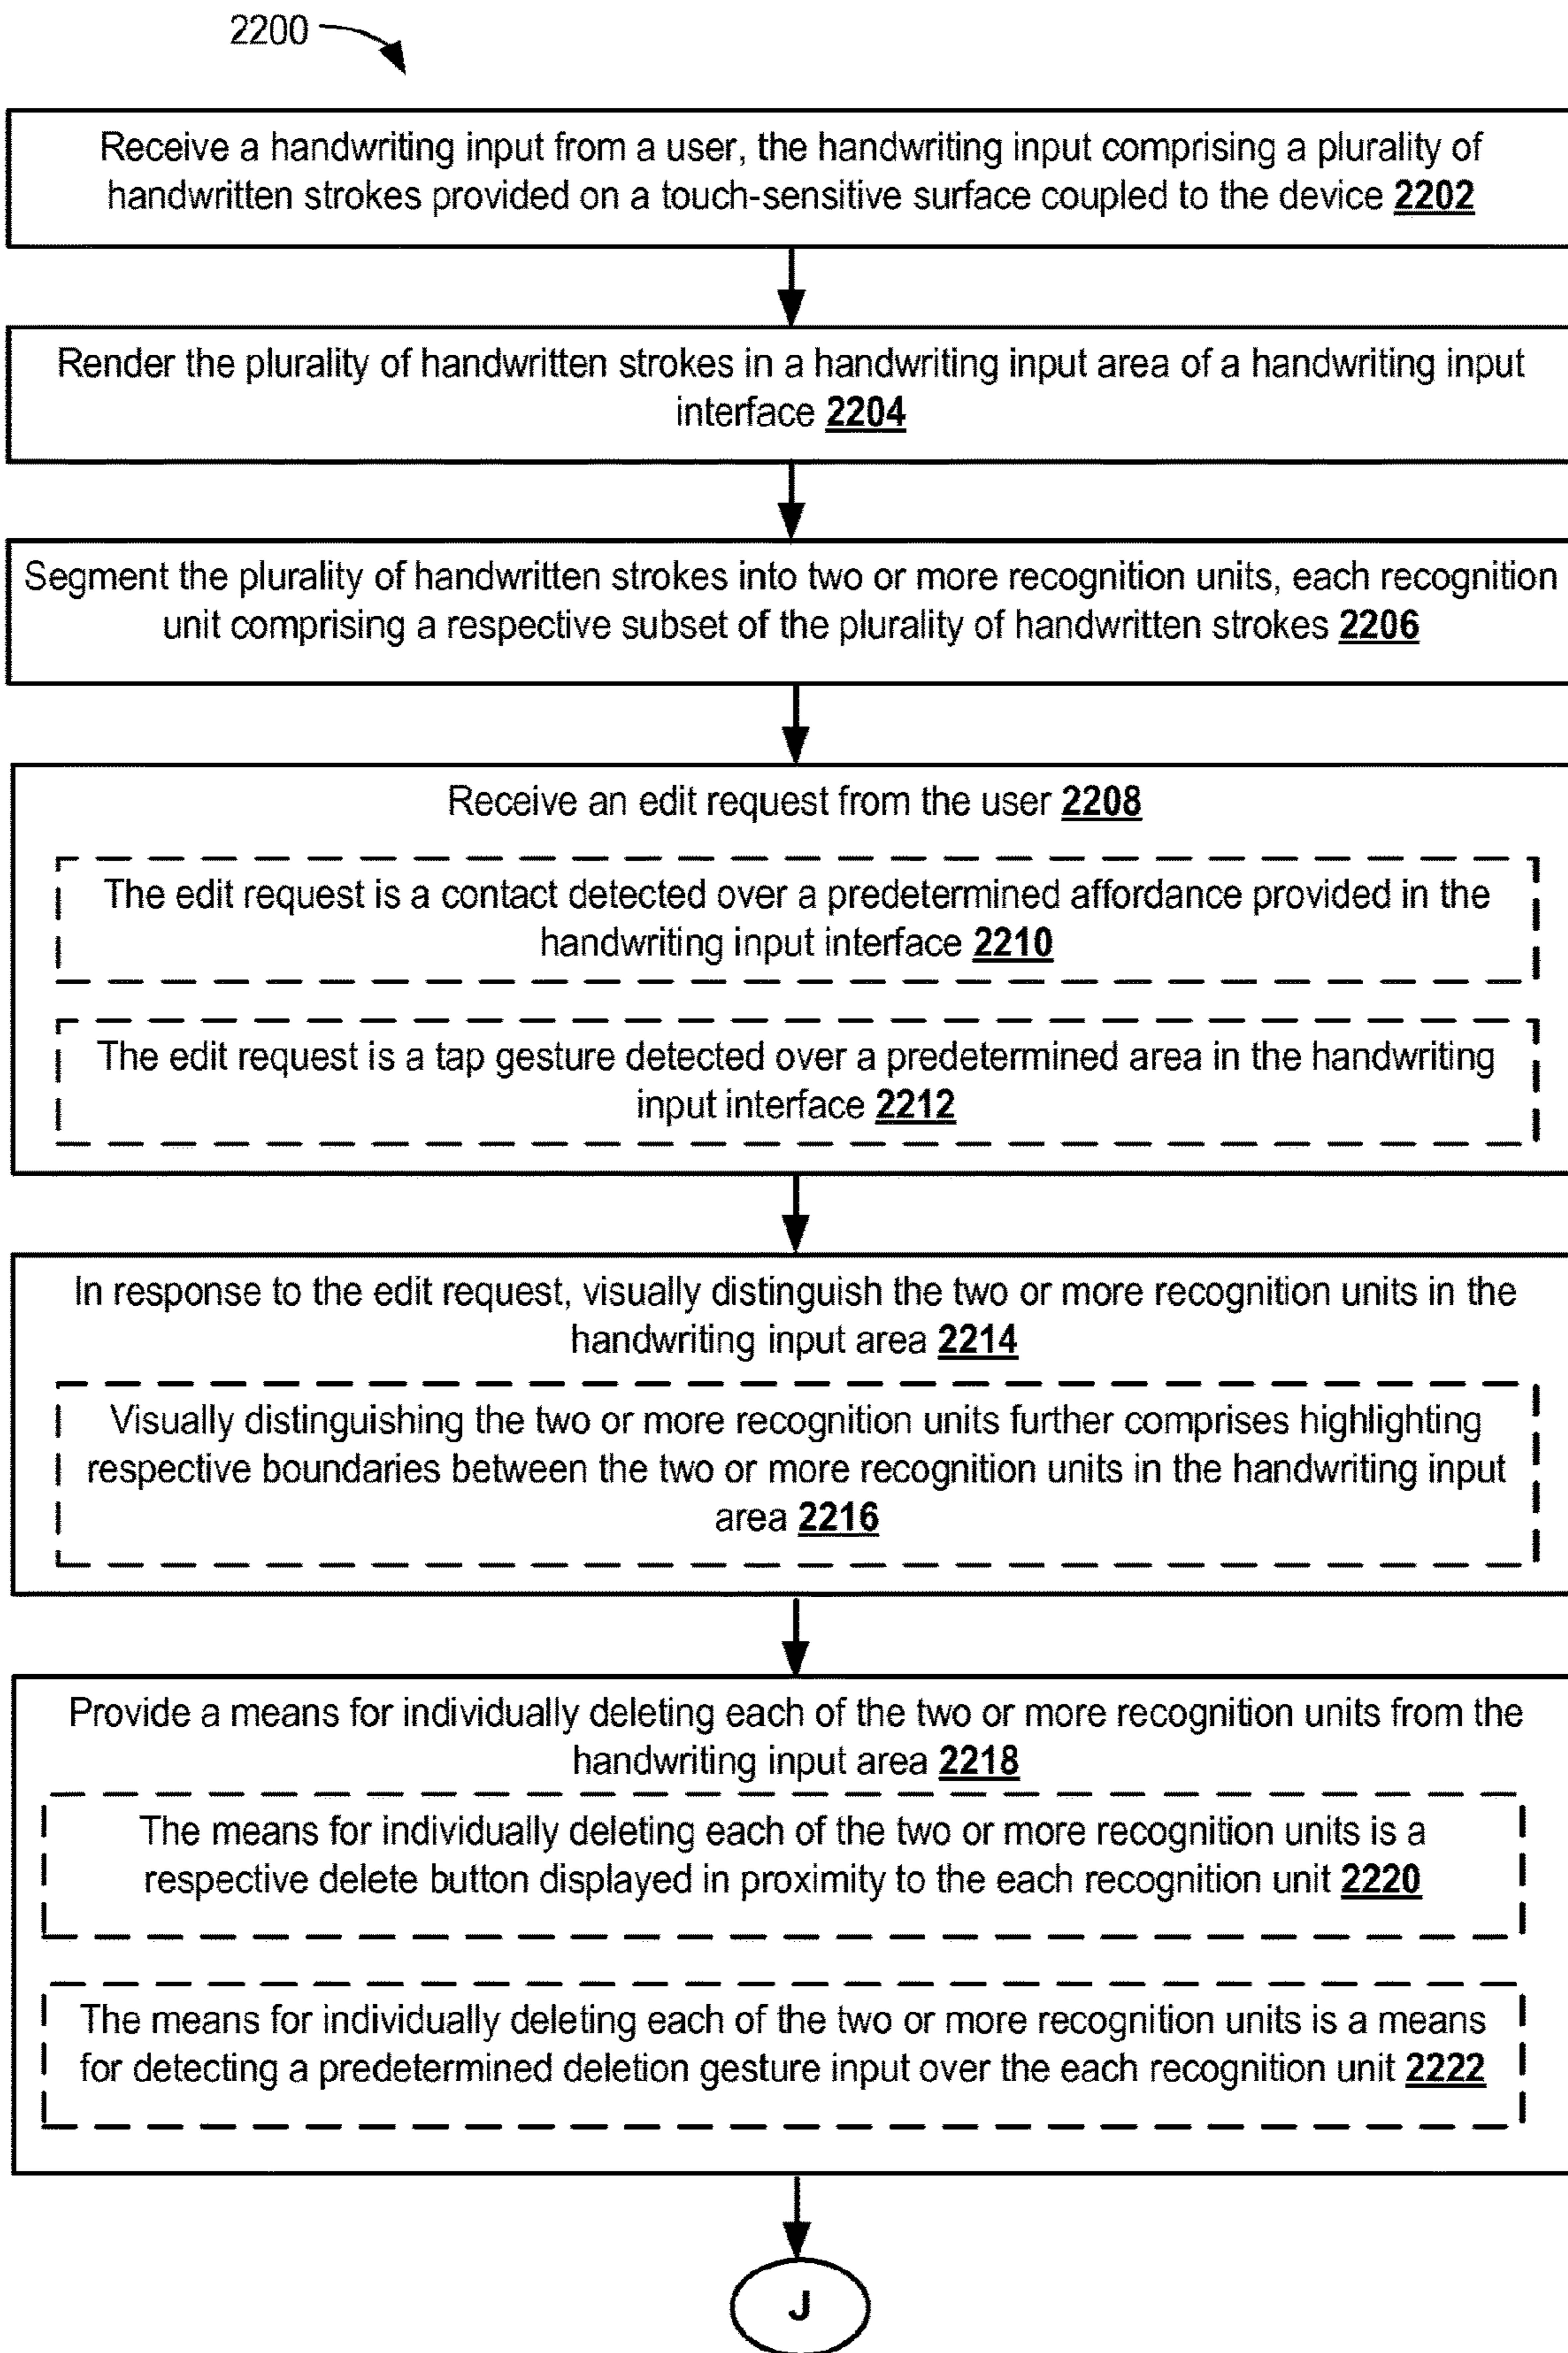 2200
Receive a handwriting input from a user, the handwriting input comprising a plurality of
handwritten strokes provided on a touch-sensitive surface coupled to the device 2202
Render the plurality of handwritten strokes in a handwriting input area of a handwriting input
interface 2204
Segment the plurality of handwritten strokes into two or more recognition units, each recognition
unit comprising a respective subset of the plurality of handwritten strokes 2206
Receive an edit request from the user 2208
The edit request is a contact detected over a predetermined affordance provided in the
handwriting input interface 2210
The edit request is a tap gesture detected over a predetermined area in the handwriting
input interface 2212
In response to the edit request, visually distinguish the two or more recognition units in the
handwriting input area 2214
Visually distinguishing the two or more recognition units further comprises highlighting
respective boundaries between the two or more recognition units in the handwriting input
area 2216
Provide a means for individually deleting each of the two or more recognition units from the
handwriting input area 2218
The means for individually deleting each of the two or more recognition units is a
respective delete button displayed in proximity to the each recognition unit 2220
The means for individually deleting each of the two or more recognition units is a means
for detecting a predetermined deletion gesture input over the each recognition unit 2222
J